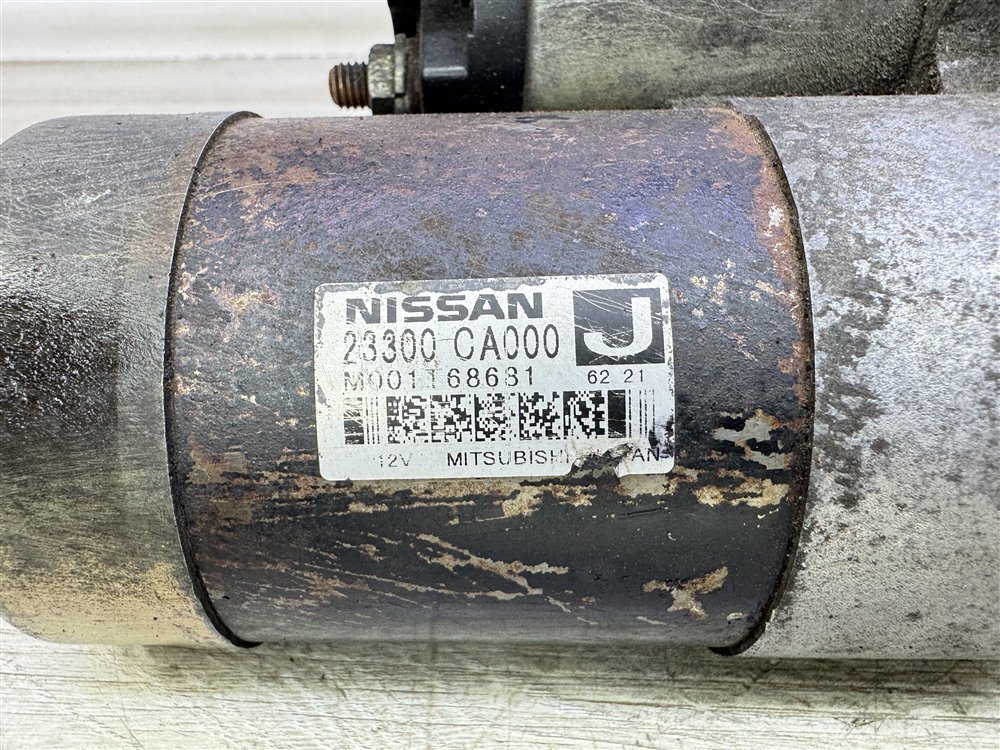 NISSAN
J
23300 CA000
M001T68681
62 21
12V MITSUBISHI